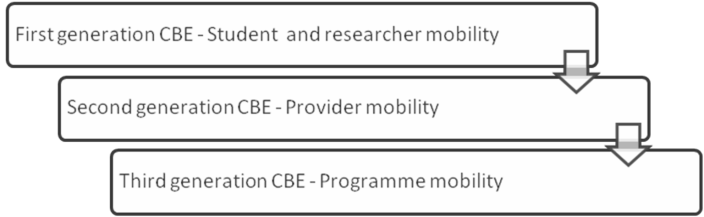 First generation CBE - Student and researcher mobility
Second generation CBE - Provider mobility
Third generation CBE - Programme mobility